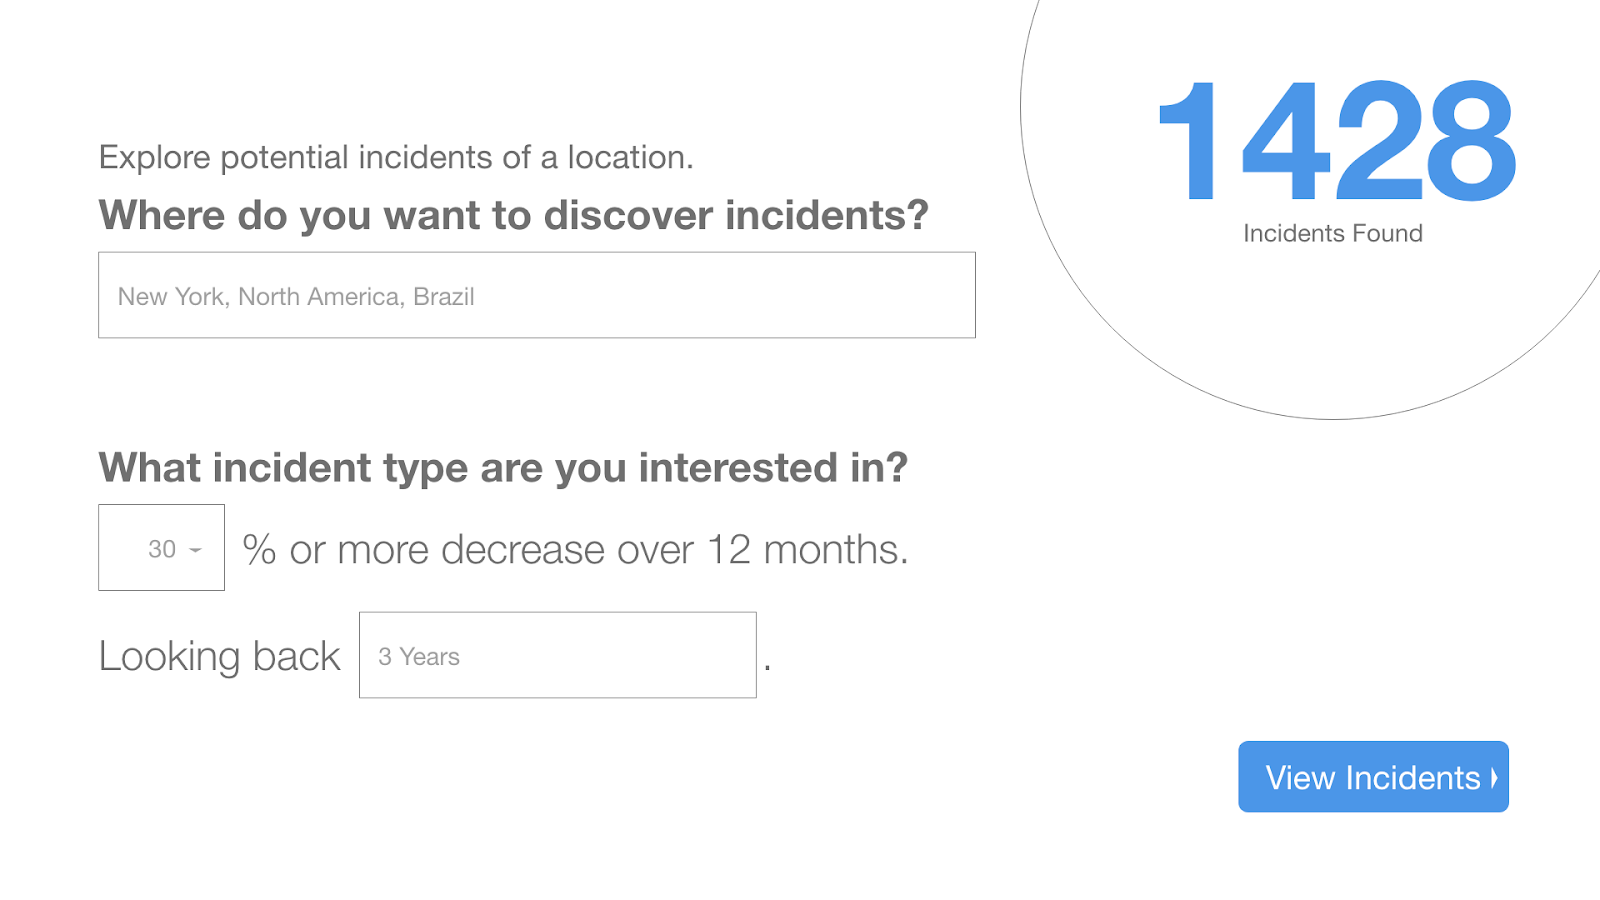 1428
Incidents Found
Explore potential incidents of a location.
Where do you want to discover incidents?
New York, North America, Brazil
What incident type are you interested in?
30 % or more decrease over 12 months.
Looking back 3 Years .
View Incidents